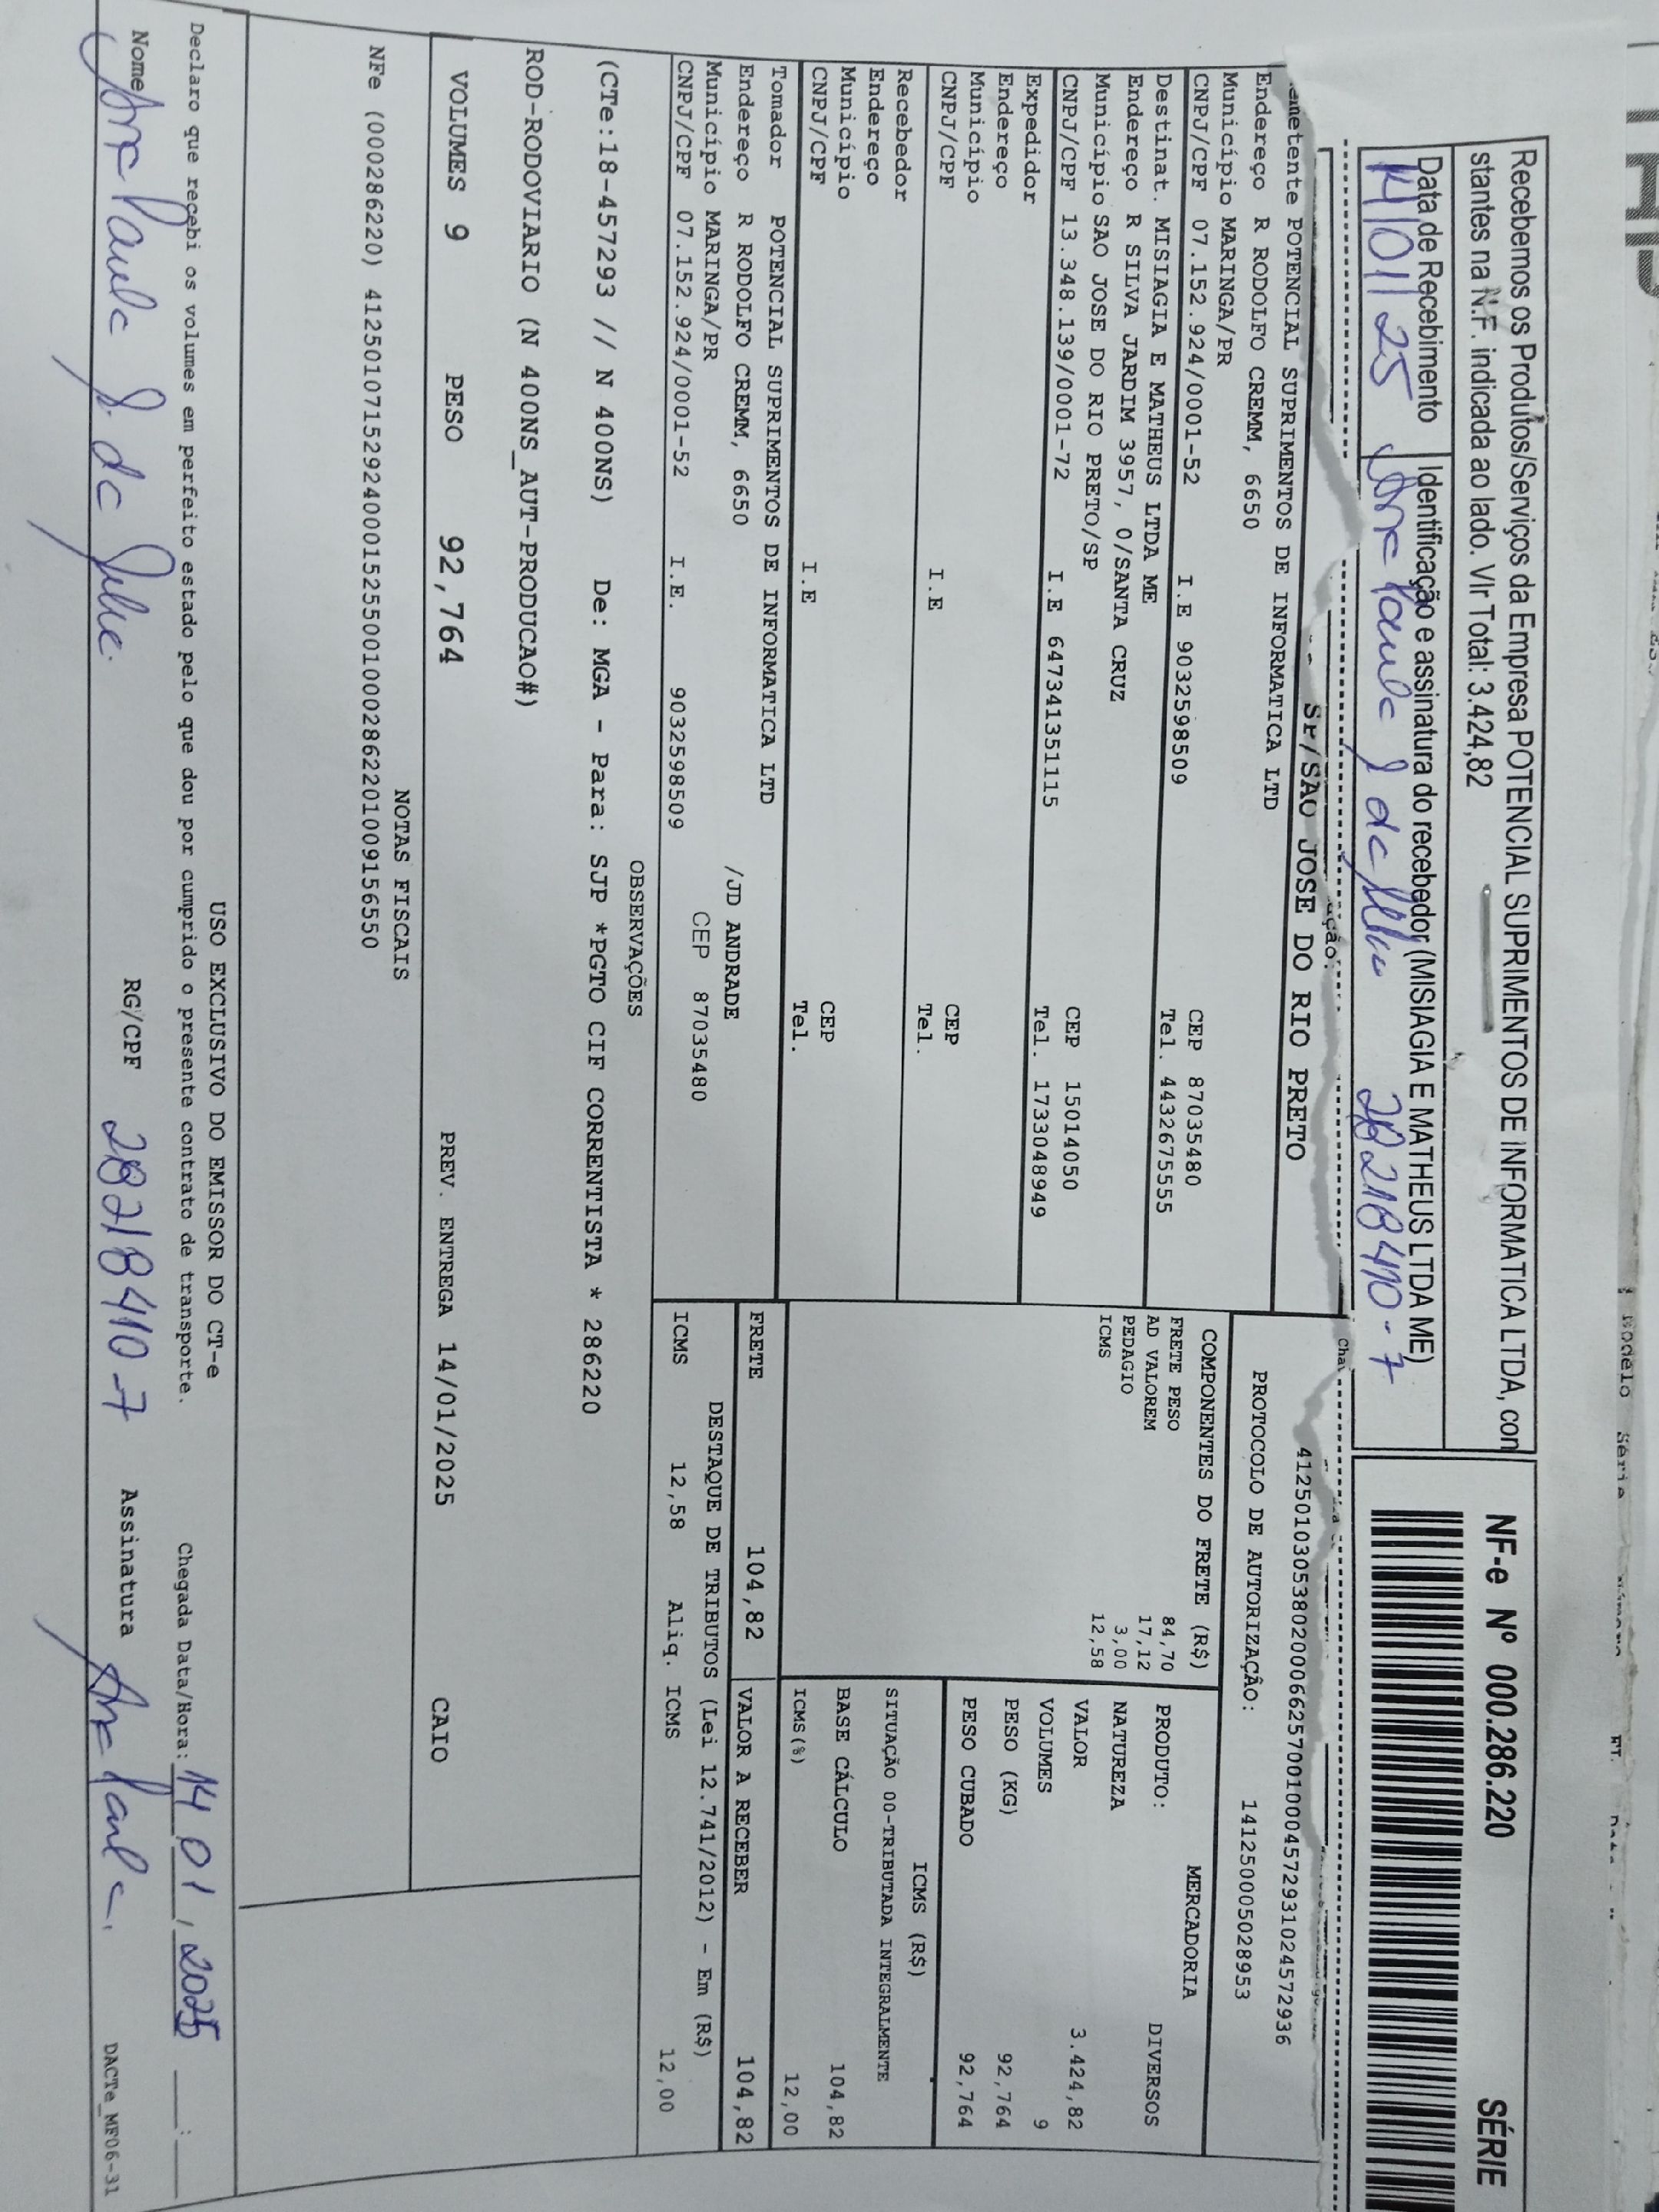 Recebemos os Produtos/Serviços da Empresa POTENCIAL SUPRIMENTOS DE INFORMATICA LTDA, con
stantes na N.F. indicada ao lado. Vlr Total: 3.424,82
Data de Recebimento
Identificação e assinatura do recebedor (MISIAGIA E MATHEUS LTDA ME)
14/01/25 28218410-7
NF-e Nº 000.286.220 SÉRIE
SP/SAO JOSE DO RIO PRETO
41250103053802000662570010004572931024572936
PROTOCOLO DE AUTORIZAÇÃO: 141250005028953
metente POTENCIAL SUPRIMENTOS DE INFORMATICA LTD
Endereço R RODOLFO CREMM, 6650
Município MARINGA/PR CEP 87035480
CNPJ/CPF 07.152.924/0001-52 I.E 9032598509 Tel. 4432675555
Destinat. MISIAGIA E MATHEUS LTDA ME
Endereço R SILVA JARDIM 3957, 0/SANTA CRUZ
Município SAO JOSE DO RIO PRETO/SP CEP 15014050
CNPJ/CPF 13.348.139/0001-72 I.E 647341351115 Tel. 1733048949
Expedidor
Endereço
Município CEP
CNPJ/CPF I.E Tel.
Recebedor
Endereço
Município CEP
CNPJ/CPF I.E Tel.
Tomador POTENCIAL SUPRIMENTOS DE INFORMATICA LTD
Endereço R RODOLFO CREMM, 6650 /JD ANDRADE
Município MARINGA/PR CEP 87035480
CNPJ/CPF 07.152.924/0001-52 I.E. 9032598509
COMPONENTES DO FRETE (R$)
FRETE PESO 84,70
AD VALOREM 17,12
PEDAGIO 3,00
ICMS 12,58
MERCADORIA
PRODUTO: DIVERSOS
NATUREZA
VALOR 3.424,82
VOLUMES 9
PESO (KG) 92,764
PESO CUBADO 92,764
ICMS (R$)
SITUAÇÃO 00-TRIBUTADA INTEGRALMENTE
BASE CÁLCULO 104,82
ICMS(%) 12,00
FRETE 104,82 VALOR A RECEBER 104,82
DESTAQUE DE TRIBUTOS (Lei 12.741/2012) - Em (R$)
ICMS 12,58 Aliq. ICMS 12,00
OBSERVAÇÕES
(CTe:18-457293 // N 400NS) De: MGA - Para: SJP *PGTO CIF CORRENTISTA * 286220
ROD-RODOVIARIO (N 400NS_AUT-PRODUCAO#)
VOLUMES 9 PESO 92,764 PREV. ENTREGA 14/01/2025 CAIO
NOTAS FISCAIS
NFe (000286220) 41250107152924000152550010002862201009156550
USO EXCLUSIVO DO EMISSOR DO CT-e
Declaro que recebi os volumes em perfeito estado pelo que dou por cumprido o presente contrato de transporte. Chegada Data/Hora: 14/01/2025 :
Nome RG/CPF 28218410-7 Assinatura Ana Paula
DACTe_MF06-31